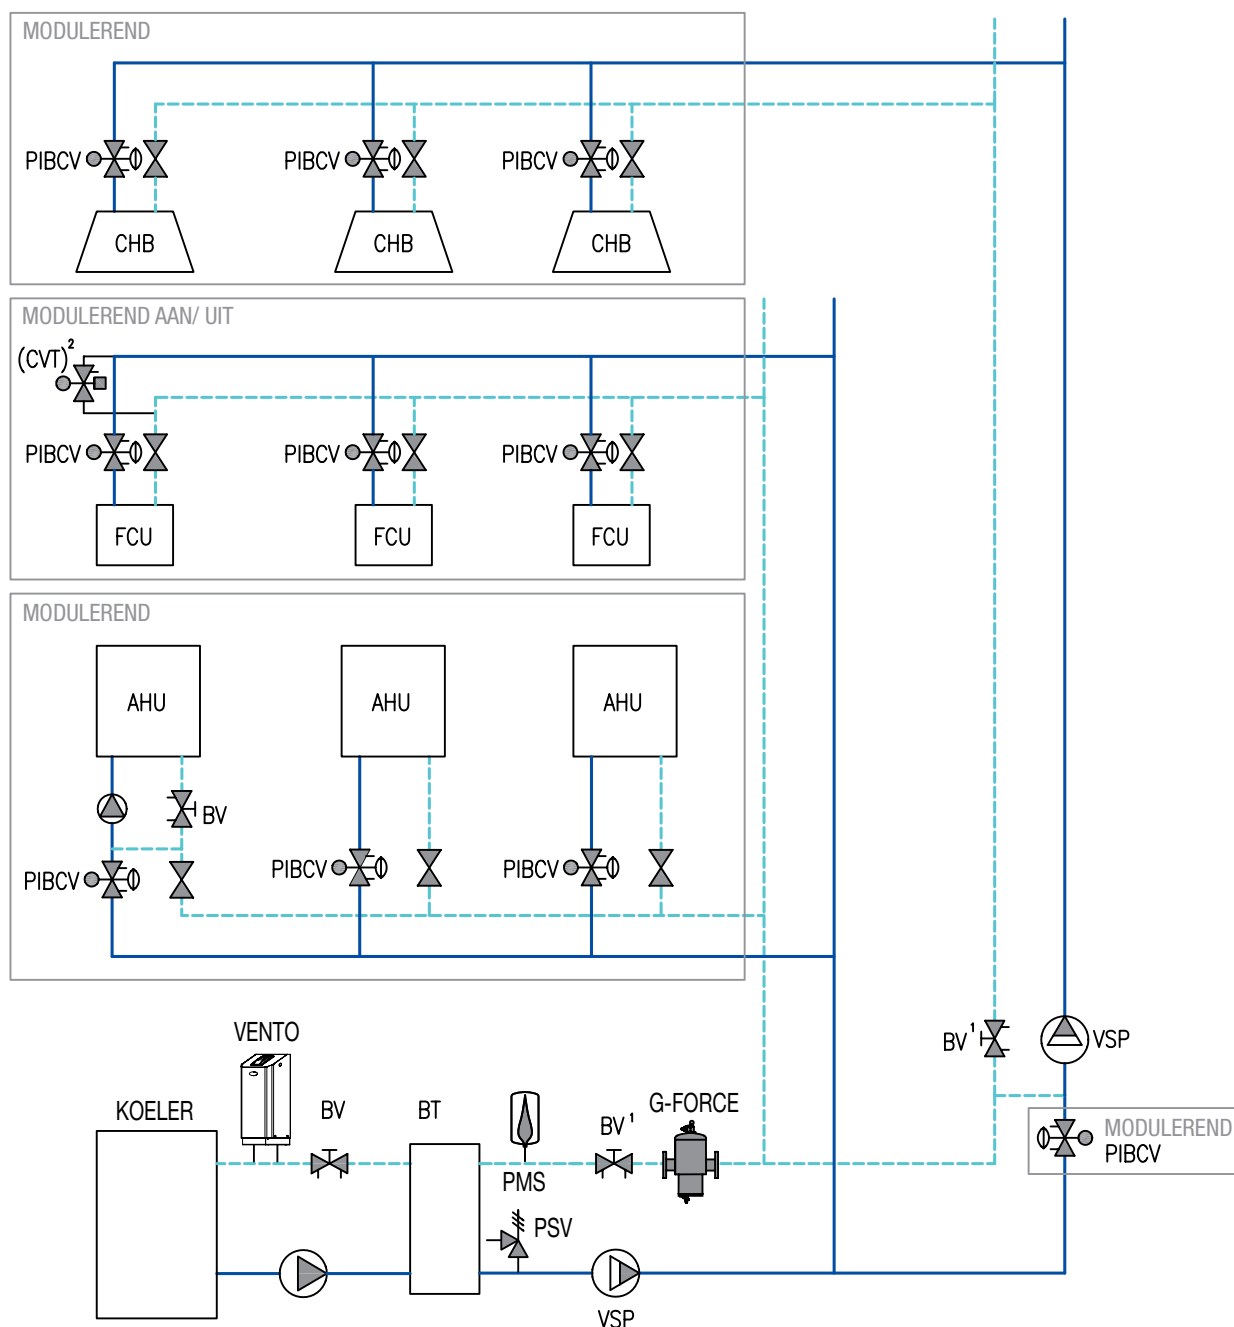 MODULEREND
PIBCV PIBCV PIBCV
CHB CHB CHB
MODULEREND AAN/ UIT
(CVT)²
PIBCV PIBCV PIBCV
FCU FCU FCU
MODULEREND
AHU AHU AHU
BV
PIBCV PIBCV PIBCV
VENTO
BV¹ VSP
KOELER BV BT BV¹ G-FORCE
MODULEREND
PIBCV
PMS
PSV
VSP